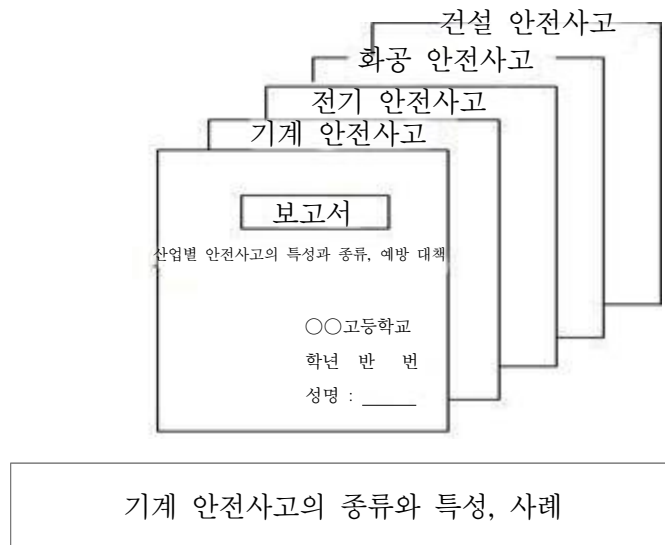 건설 안전사고
화공 안전사고
전기 안전사고
기계 안전사고
보고서
산업별 안전사고의 특성과 종류, 예방 대책
○○고등학교
학년 반 번
성명 : ______
기계 안전사고의 종류와 특성, 사례